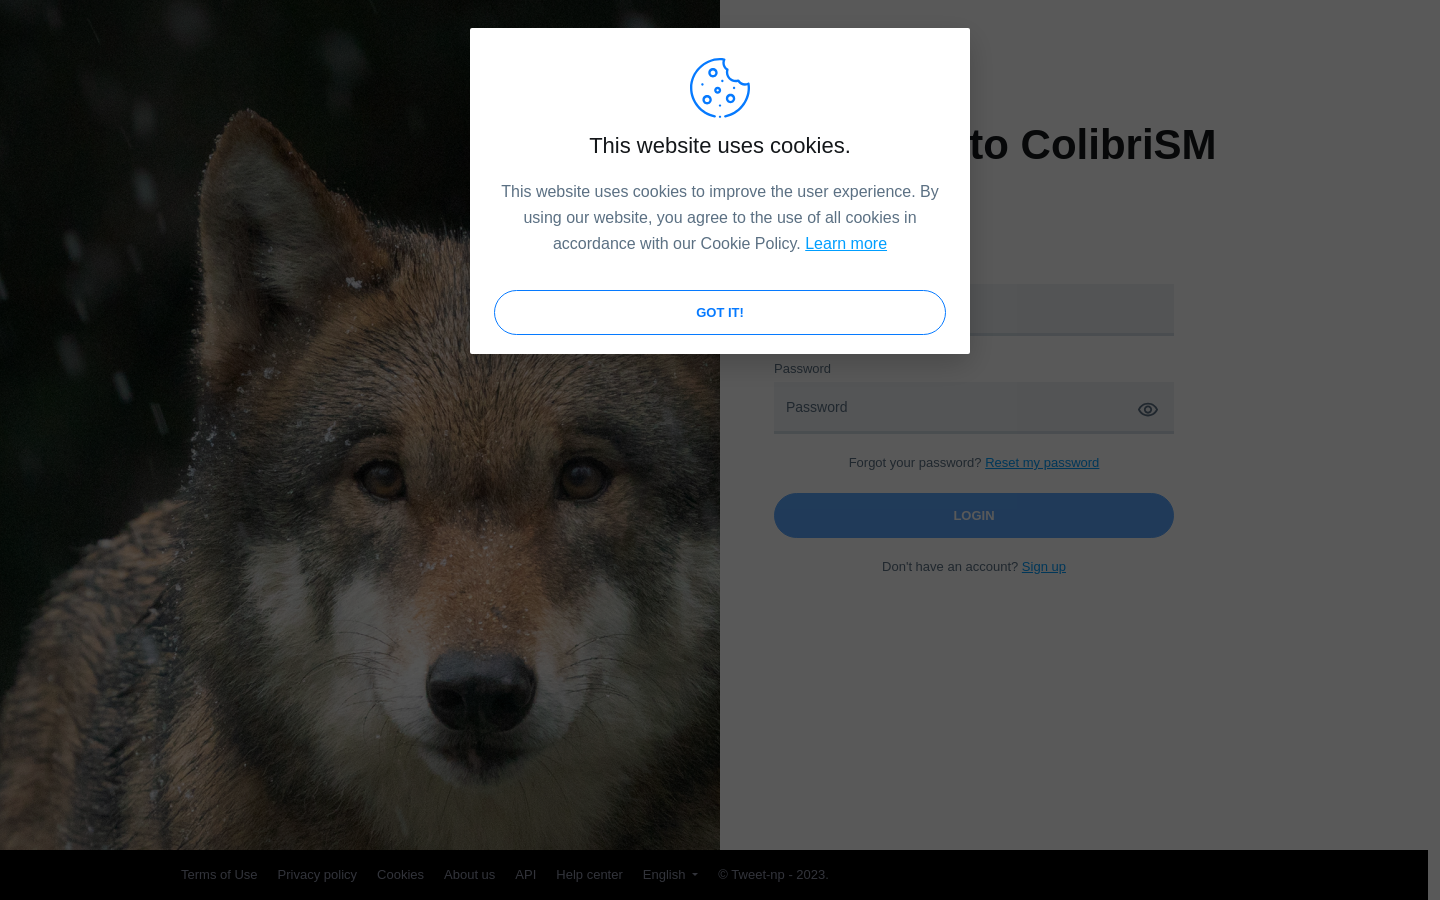 This website uses cookies.
This website uses cookies to improve the user experience. By
using our website, you agree to the use of all cookies in
accordance with our Cookie Policy. Learn more
GOT IT!
to ColibriSM
Password
Password
Forgot your password? Reset my password
LOGIN
Don't have an account? Sign up
Terms of Use Privacy policy Cookies About us API Help center English © Tweet-np - 2023.